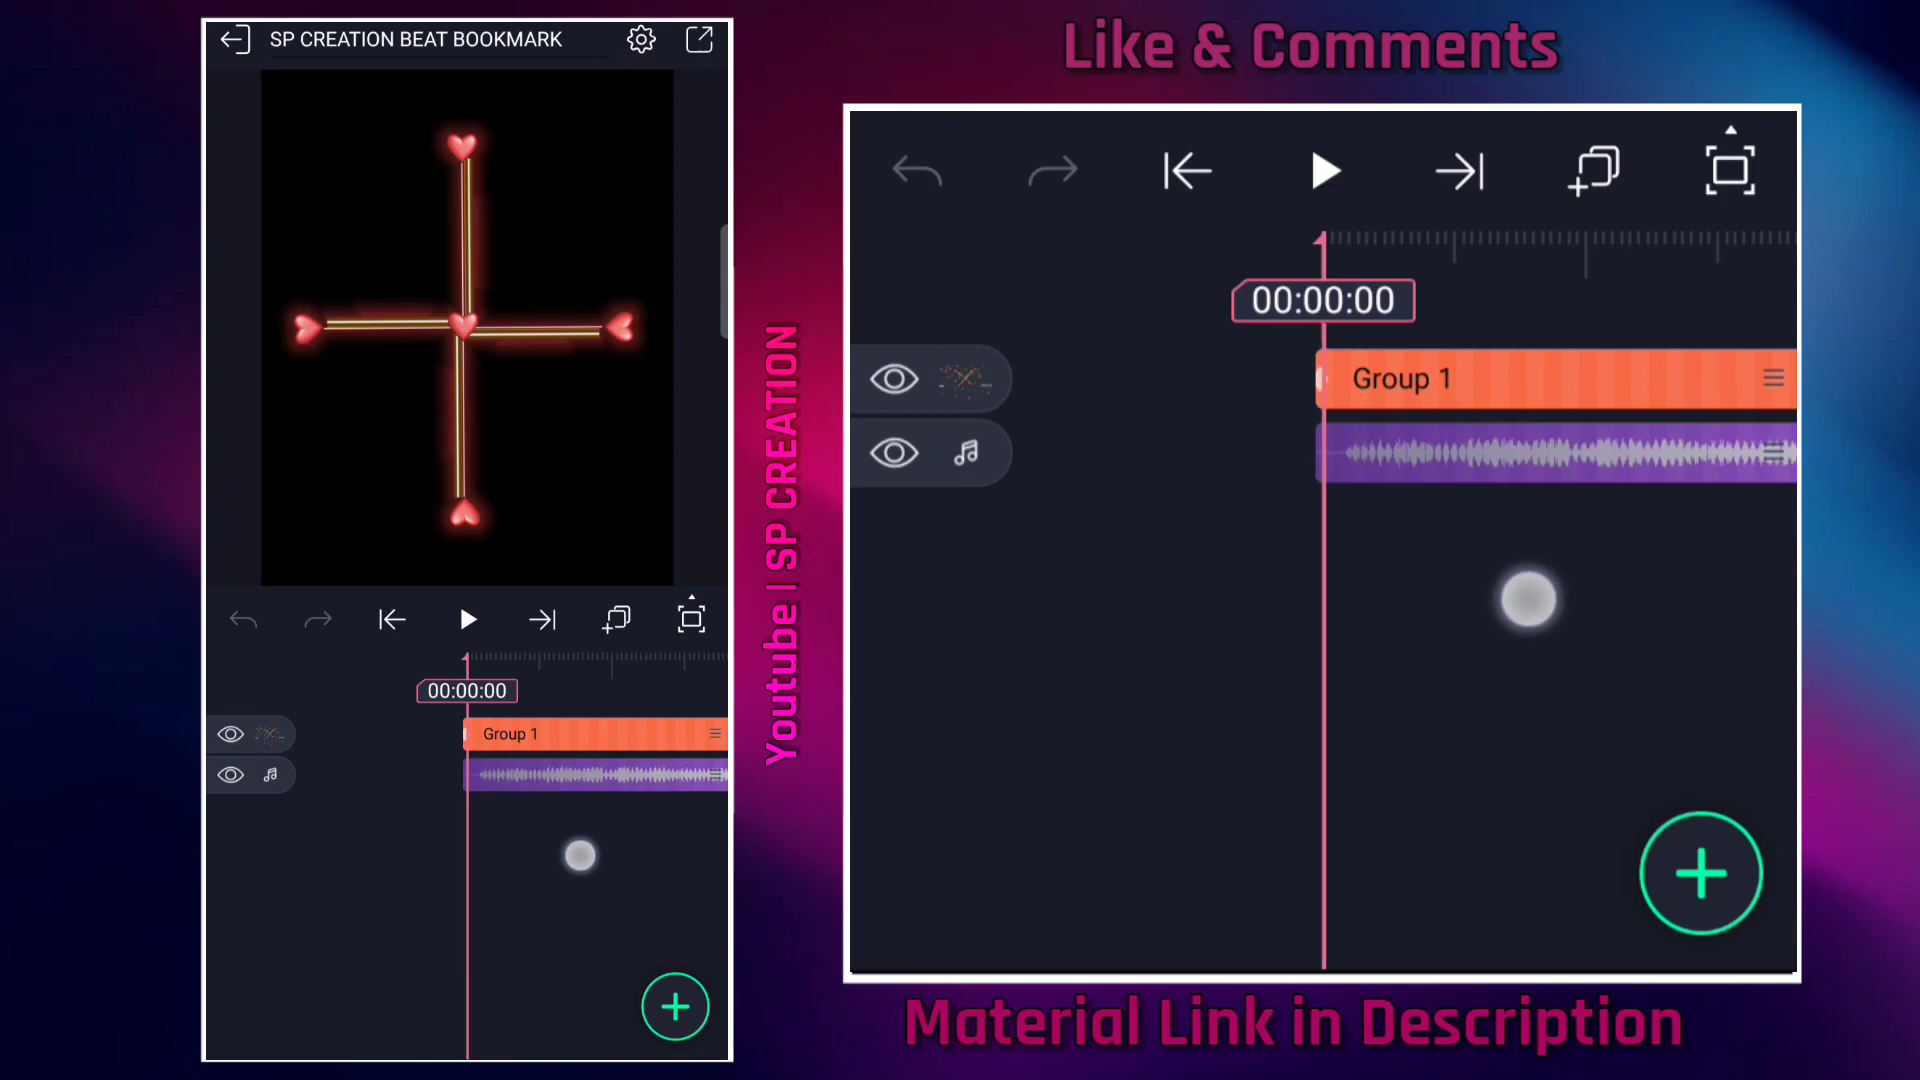 SP CREATION BEAT BOOKMARK
00:00:00
Group 1
Youtube | SP CREATION
Like & Comments
00:00:00
Group 1
Material Link in Description